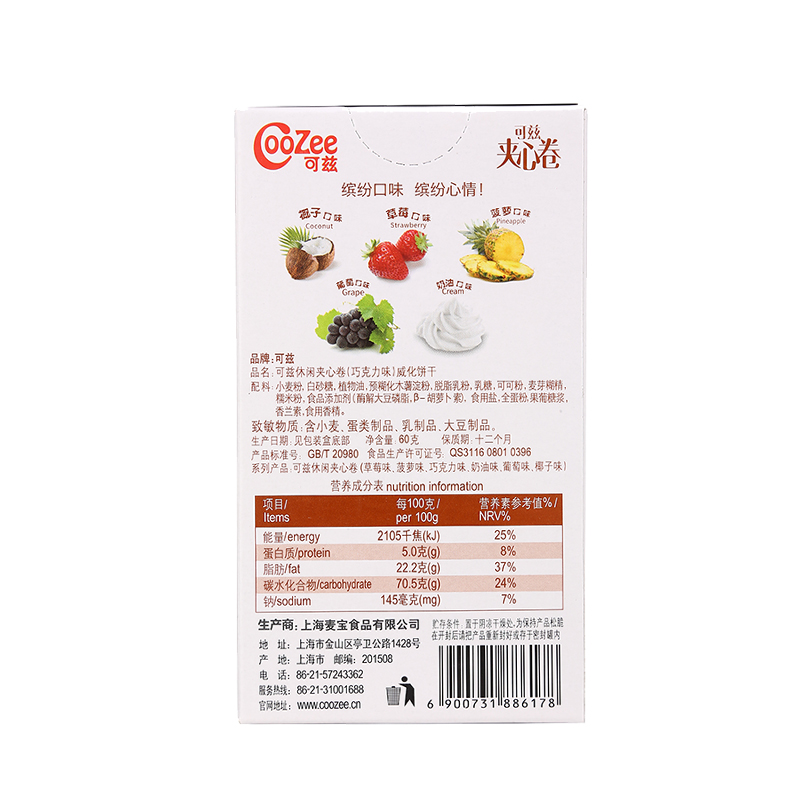 CooZee
可兹
可兹
夹心卷
缤纷口味 缤纷心情！
椰子口味
Coconut
草莓口味
Strawberry
菠萝口味
Pineapple
葡萄口味
Grape
奶油口味
Cream
品牌：可兹
品名：可兹休闲夹心卷（巧克力味）威化饼干
配料：小麦粉，白砂糖，植物油，预糊化木薯淀粉，脱脂乳粉，乳糖，可可粉，麦芽糊精，
糯米粉，食品添加剂（酶解大豆磷脂，β-胡萝卜素），食用盐，全蛋粉，果葡糖浆，
香兰素，食用香精。
致敏物质：含小麦、蛋类制品、乳制品、大豆制品。
生产日期：见包装盒底部 净含量：60克 保质期：十二个月
产品标准号：GB/T 20980 食品生产许可证号：QS3116 0801 0396
系列产品：可兹休闲夹心卷（草莓味、菠萝味、巧克力味、奶油味、葡萄味、椰子味）
营养成分表 nutrition information
项目/ 每100克/ 营养素参考值%/
Items per 100g NRV%
能量/energy 2105千焦(kJ) 25%
蛋白质/protein 5.0克(g) 8%
脂肪/fat 22.2克(g) 37%
碳水化合物/carbohydrate 70.5克(g) 24%
钠/sodium 145毫克(mg) 7%
生产商：上海麦宝食品有限公司
地 址：上海市金山区亭卫公路1428号
产 地：上海市 邮编：201508
电 话：86-21-57243362
服务热线：86-21-31001688
官网地址：www.coozee.cn
贮存条件：置于阴凉干燥处，为保持产品松脆
在开封后请把产品重新封好或存于密封罐内
6 900731 886178